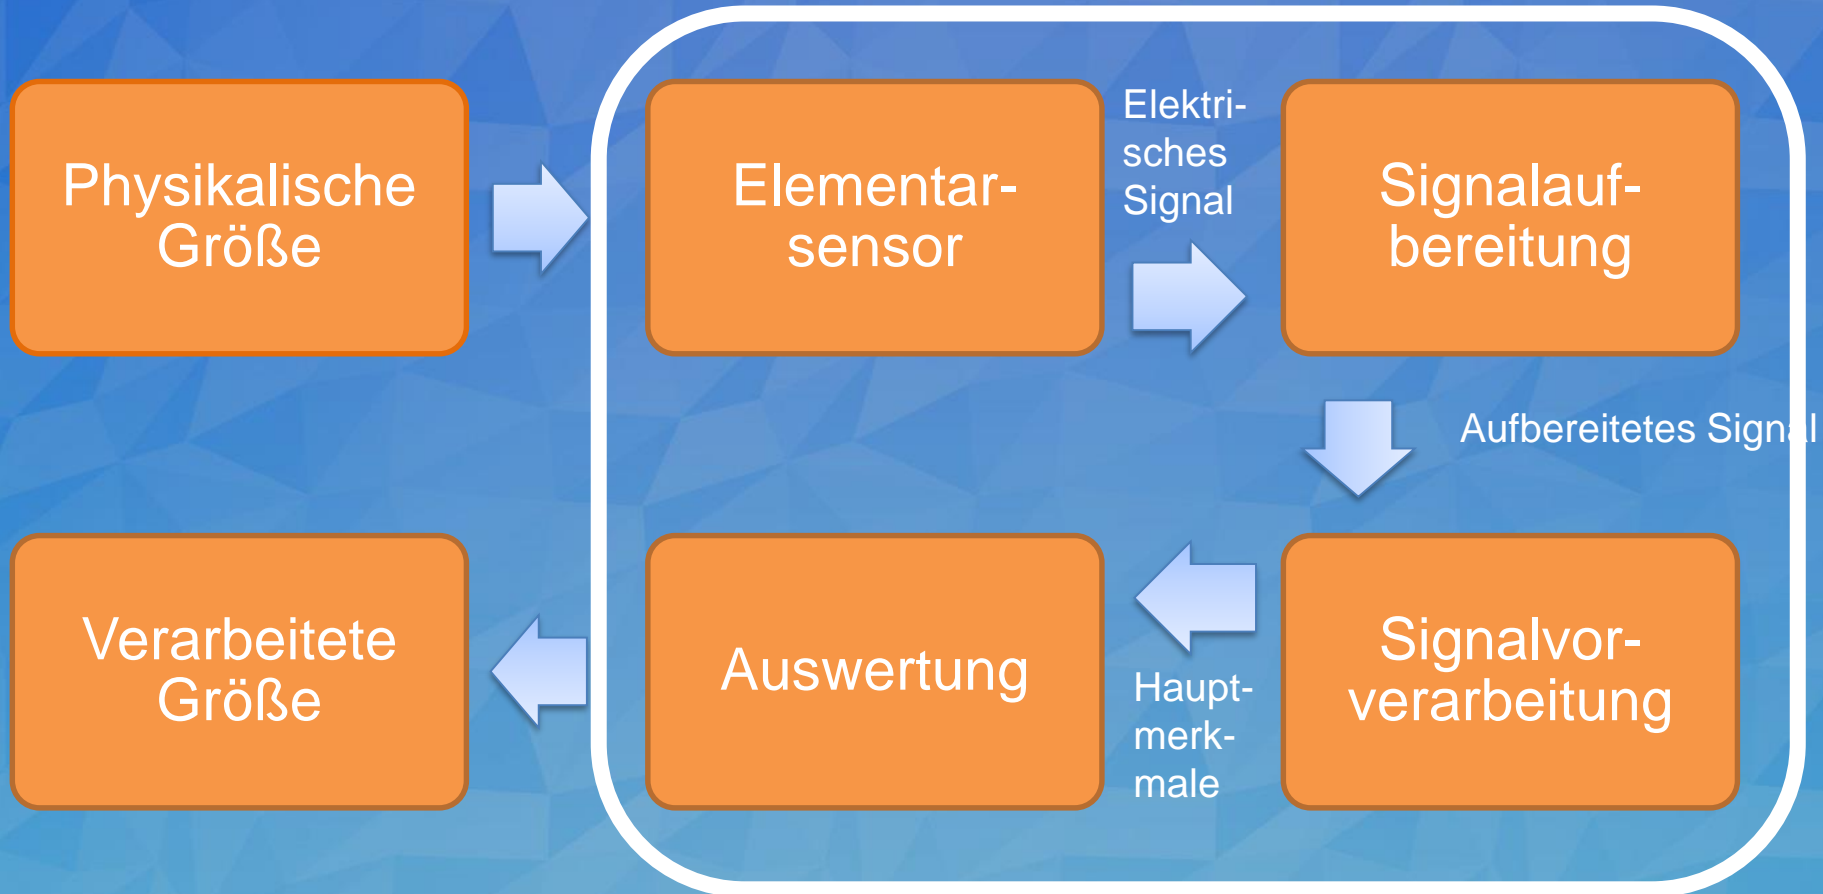 Physikalische
Größe
Elementar-
sensor
Elektri-
sches
Signal
Signalauf-
bereitung
Aufbereitetes Signal
Signalvor-
verarbeitung
Haupt-
merk-
male
Auswertung
Verarbeitete
Größe